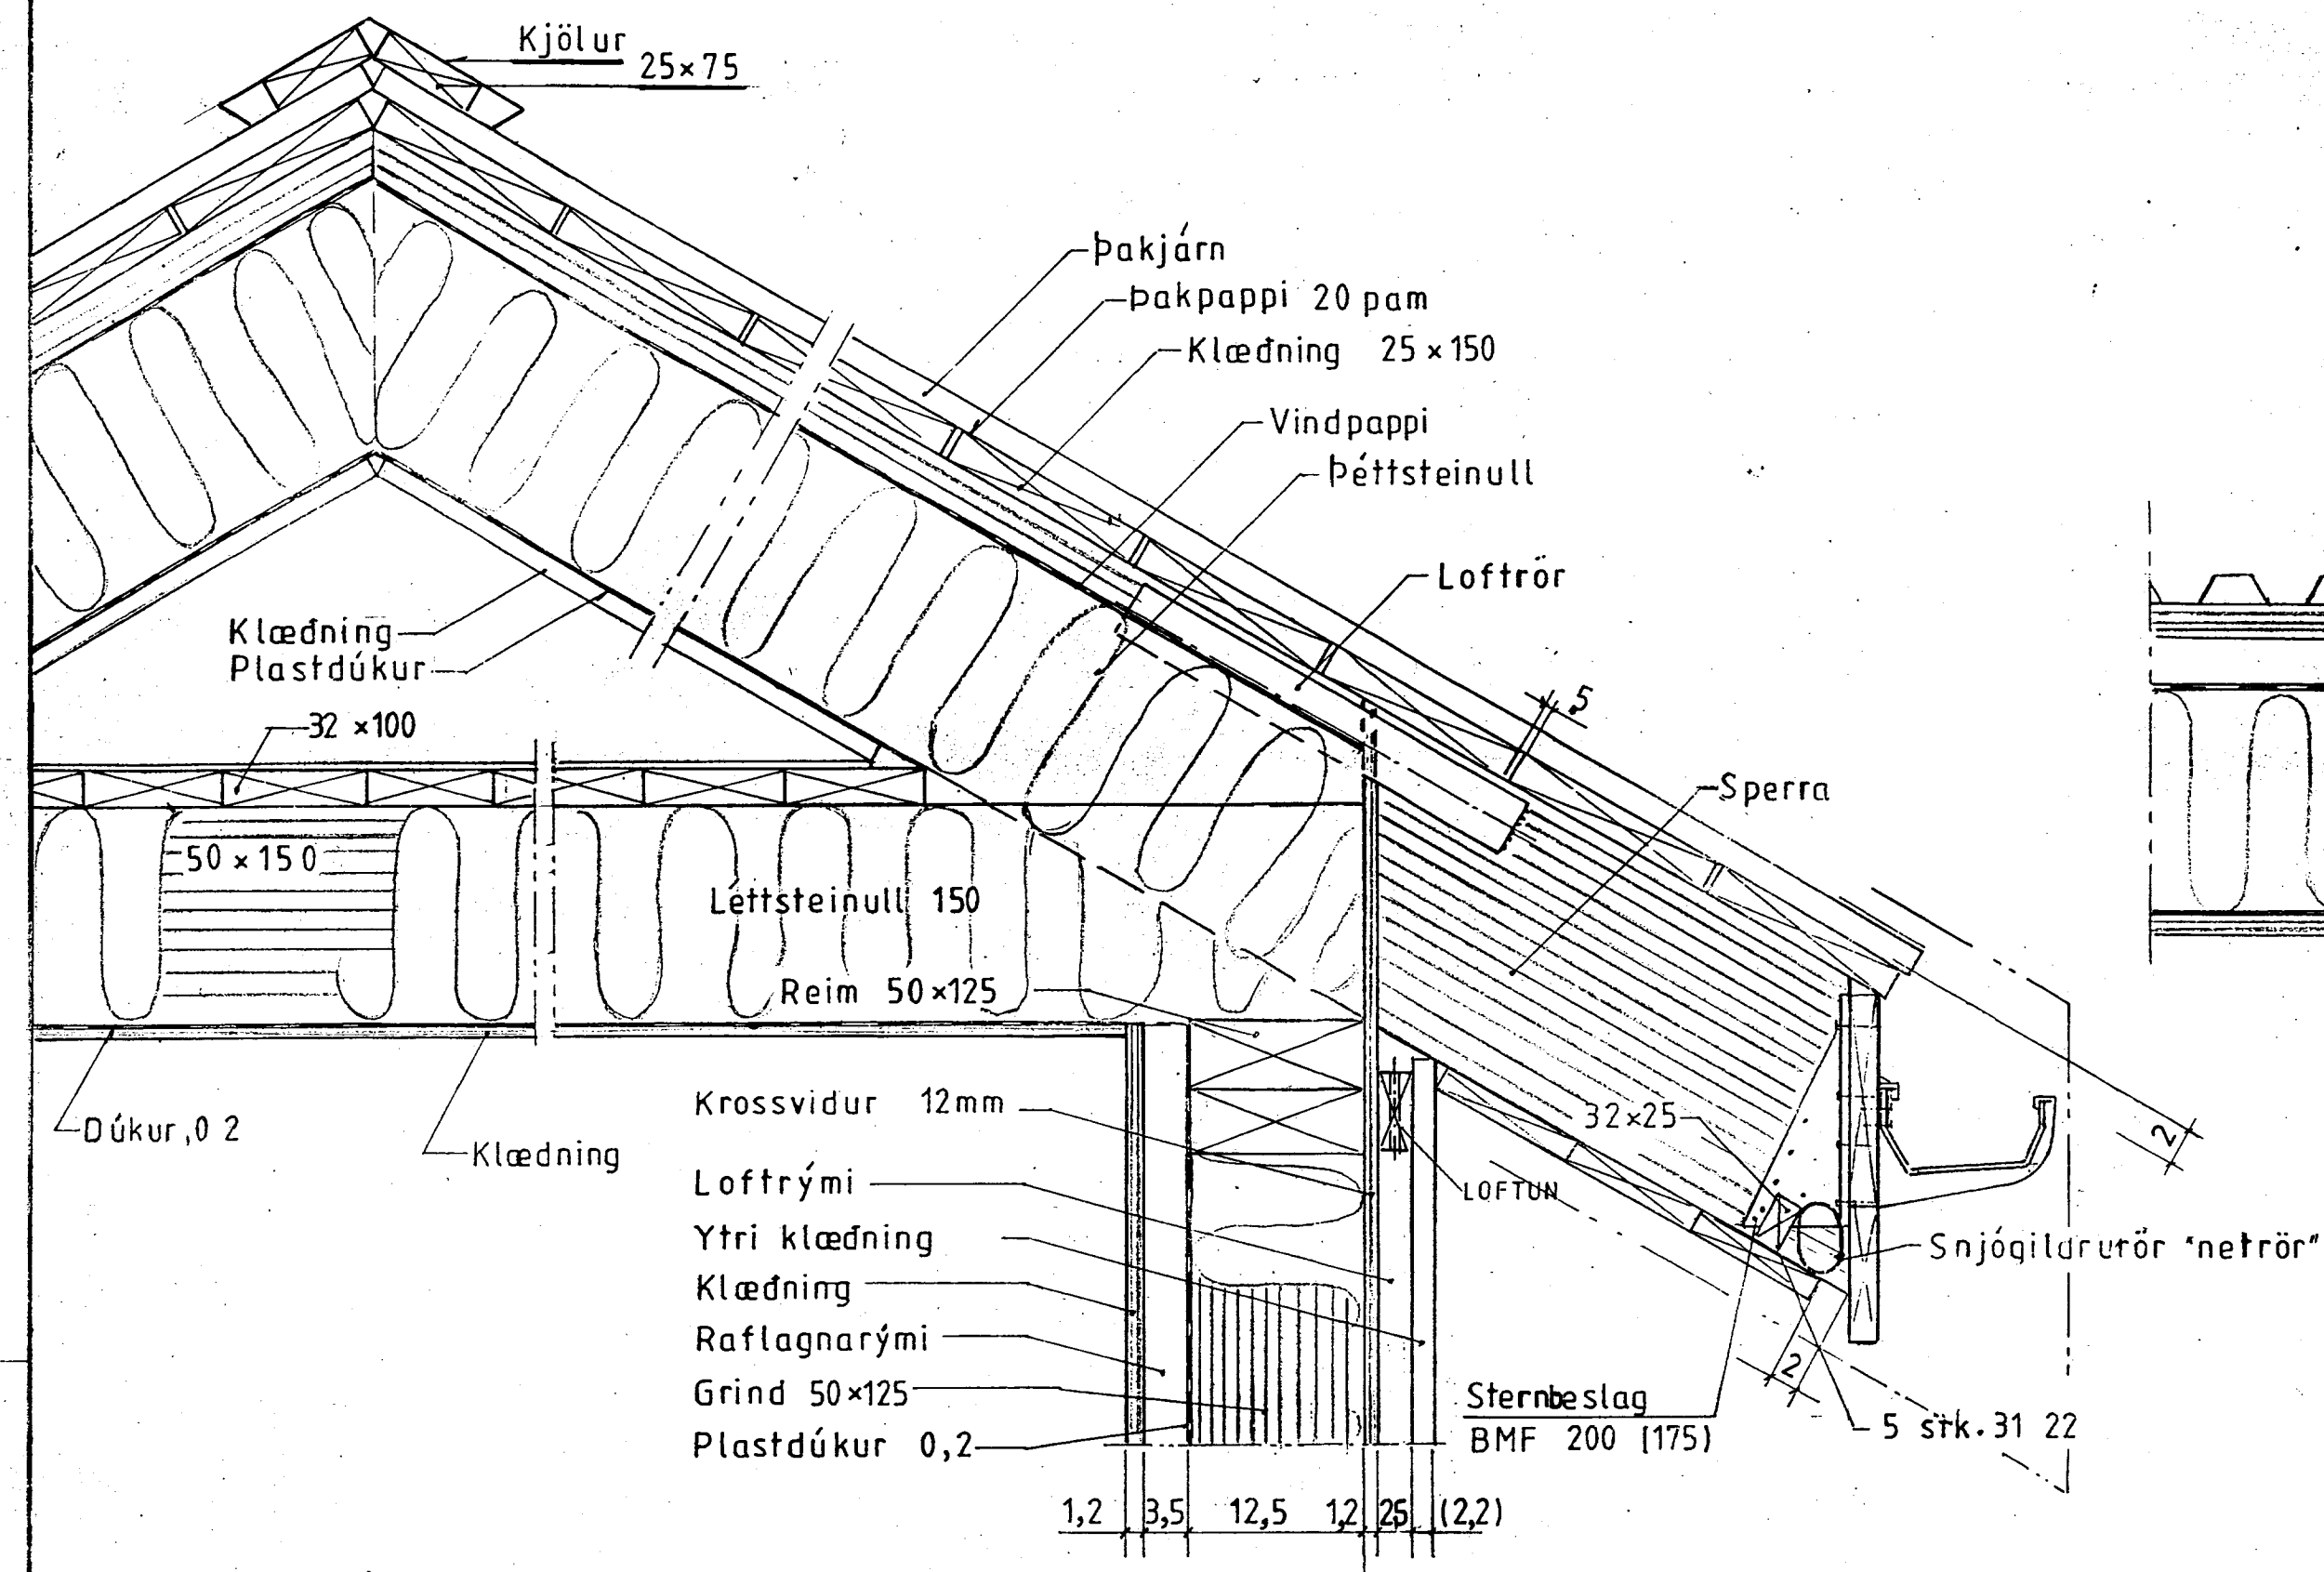 Kjölur
25×75
Þakjárn
Þakpappi 20 pam
Klæðning 25×150
Vindpappi
Þéttsteinull
Loftrör
5
Klæðning
Plastdúkur
32×100
Sperra
50×150
Léttsteinull 150
Reim 50×125
Dúkur,0 2
Klædning
Krossvidur 12mm
32×25
2
Loftrými
LOFTUN
Ytri klæðning
Snjógildrurör "netrör"
Klæðning
Raflagnarými
2
Grind 50×125
Sternbeslag
BMF 200 (175)
5 stk. 31 22
Plastdúkur 0,2
1,2 3,5 12,5 1,2 25 (2,2)